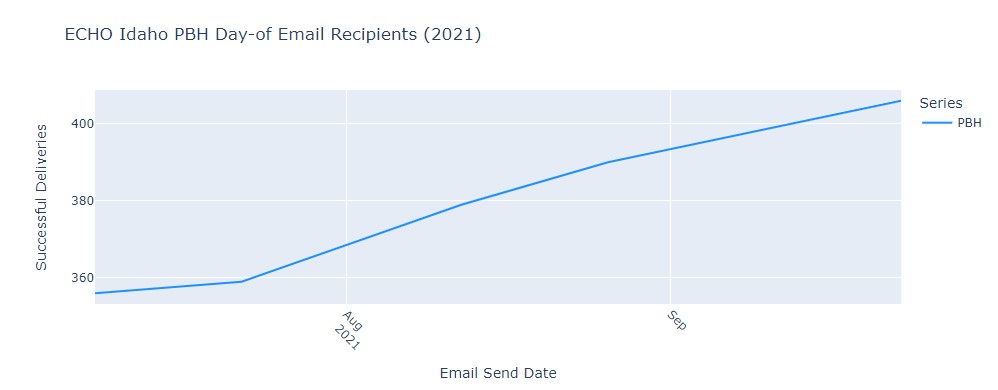 ECHO Idaho PBH Day-of Email Recipients (2021)
Series
PBH
Successful Deliveries
400
380
360
Aug
2021
Sep
Email Send Date